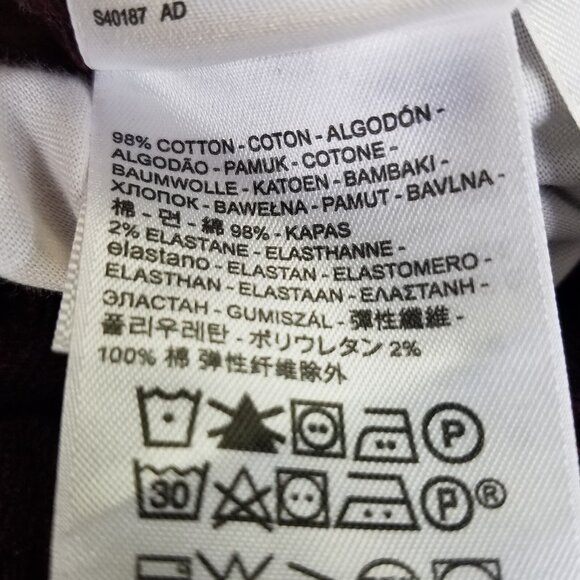 S40187 AD
98% COTTON - COTON - ALGODÓN -
ALGODÃO - PAMUK - COTONE -
BAUMWOLLE - KATOEN - BAMBAKI -
ХЛОПОК - BAWEŁNA - PAMUT - BAVLNA -
棉 - 면 - 綿 98% - KAPAS
2% ELASTANE - ELASTHANNE -
elastano - ELASTAN - ELASTOMERO -
ELASTHAN - ELASTAAN - ΕΛΑΣΤΑΝΗ -
ЭЛАСТАН - GUMISZÁL - 彈性纖維 -
폴리우레탄 - ポリウレタン 2%
100% 棉 弹性纤维除外
P
30 P ®